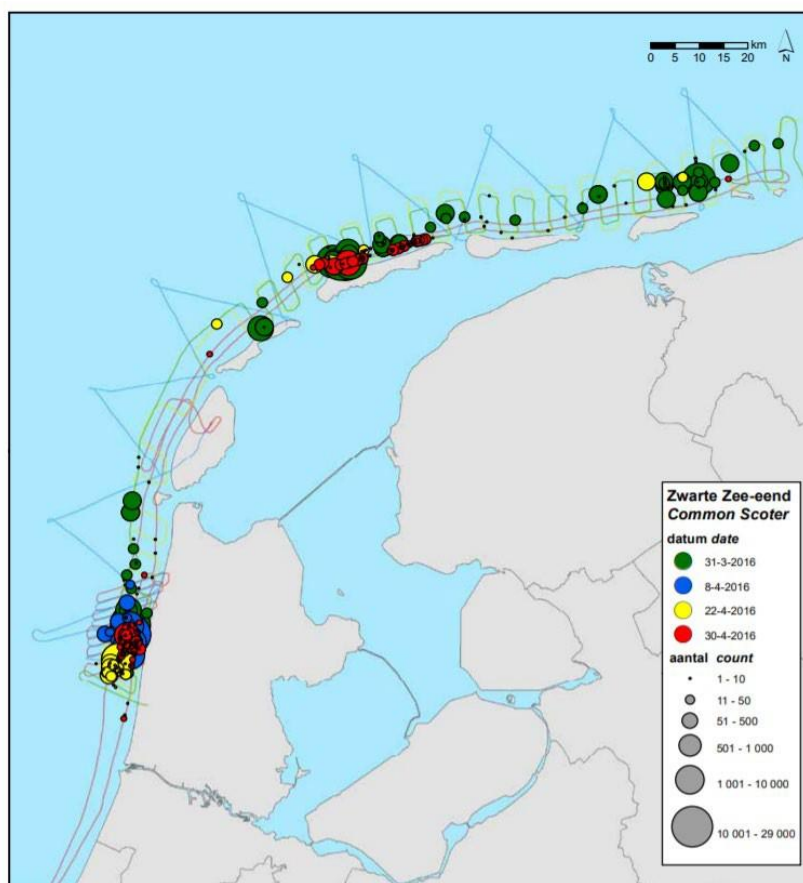 km
0 5 10 15 20
N
Zwarte Zee-eend
Common Scoter
datum date
31-3-2016
8-4-2016
22-4-2016
30-4-2016
aantal count
1 - 10
11 - 50
51 - 500
501 - 1 000
1 001 - 10 000
10 001 - 29 000